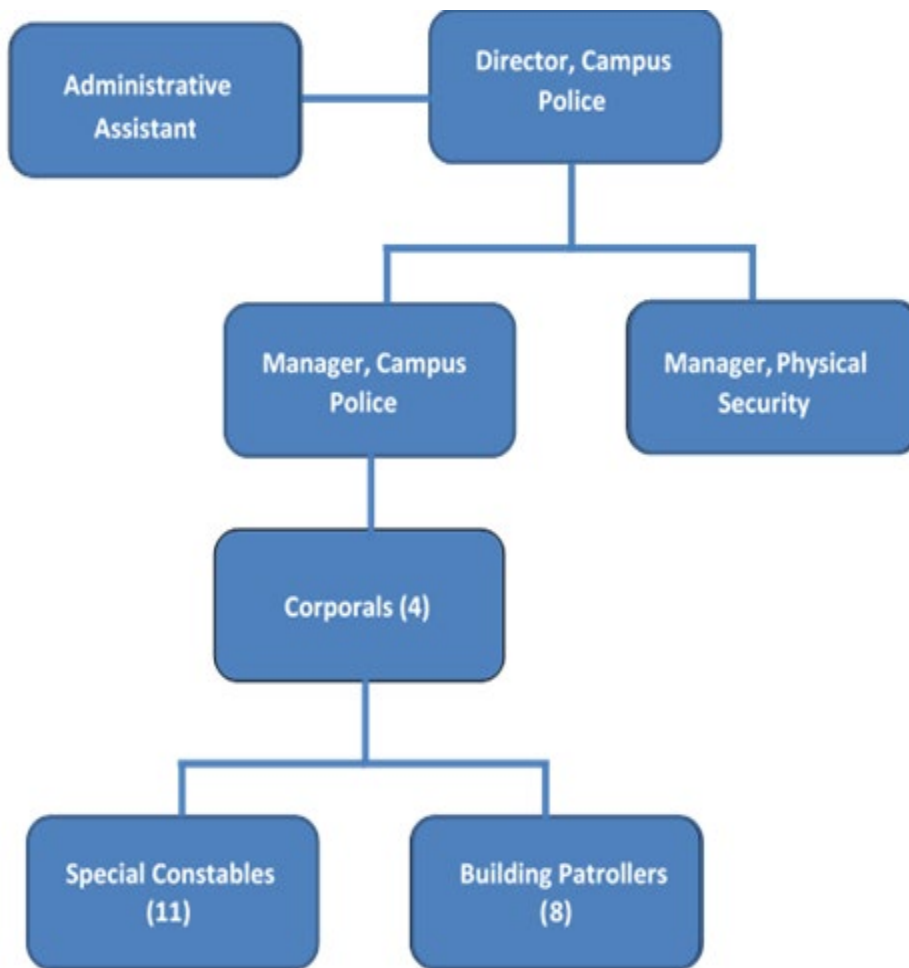 Administrative
Assistant
Director, Campus
Police
Manager, Campus
Police
Manager, Physical
Security
Corporals (4)
Special Constables
(11)
Building Patrollers
(8)